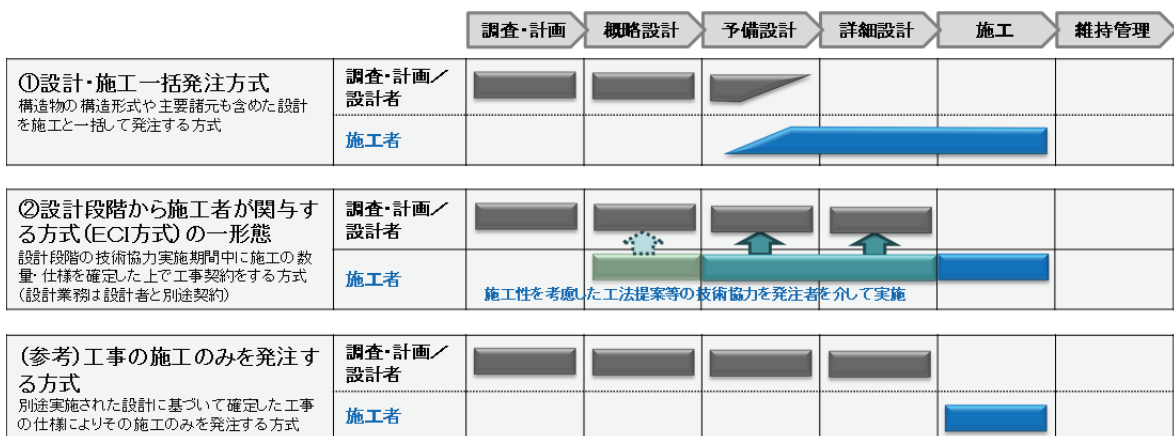 調査・計画
概略設計
予備設計
詳細設計
施工
維持管理
①設計・施工一括発注方式
構造物の構造形式や主要諸元も含めた設計
を施工と一括して発注する方式
調査・計画／
設計者
施工者
②設計段階から施工者が関与す
る方式(ECI方式)の一形態
設計段階の技術協力実施期間中に施工の数
量・仕様を確定した上で工事契約をする方式
(設計業務は設計者と別途契約)
調査・計画／
設計者
施工者
施工性を考慮した工法提案等の技術協力を発注者を介して実施
(参考)工事の施工のみを発注す
る方式
別途実施された設計に基づいて確定した工事
の仕様によりその施工のみを発注する方式
調査・計画／
設計者
施工者